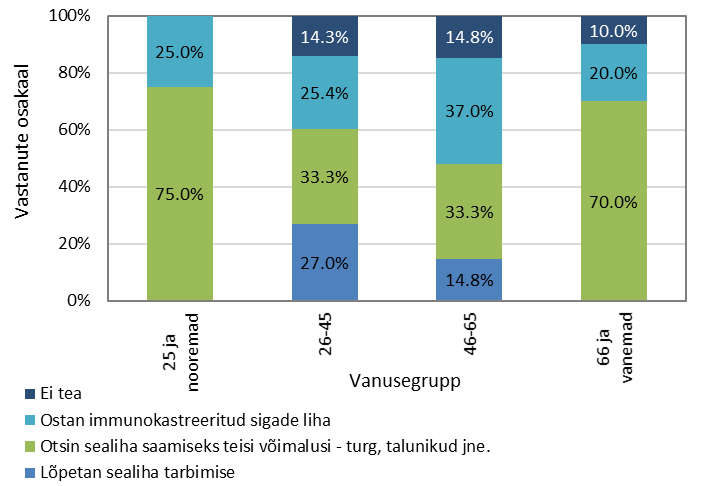 100%
80%
60%
40%
20%
0%
Vastanute osakaal
25.0%
75.0%
14.3%
25.4%
33.3%
27.0%
14.8%
37.0%
33.3%
14.8%
10.0%
20.0%
70.0%
25 ja
nooremad
26-45
46-65
66 ja
vanemad
Vanusegrupp
Ei tea
Ostan immunokastreeritud sigade liha
Otsin sealiha saamiseks teisi võimalusi - turg, talunikud jne.
Lõpetan sealiha tarbimise